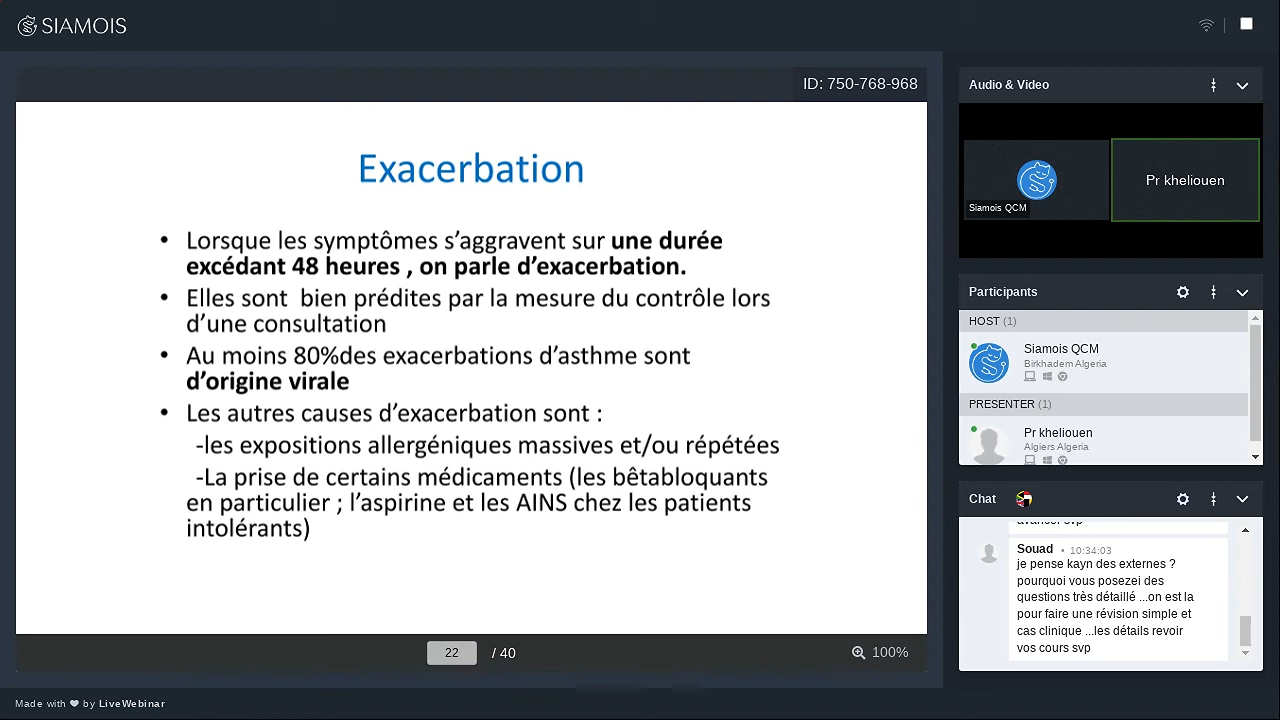 SIAMOIS
ID: 750-768-968
Exacerbation
• Lorsque les symptômes s’aggravent sur une durée
excédant 48 heures , on parle d’exacerbation.
• Elles sont  bien prédites par la mesure du contrôle lors
d’une consultation
• Au moins 80%des exacerbations d’asthme sont
d’origine virale
• Les autres causes d’exacerbation sont :
-les expositions allergéniques massives et/ou répétées
-La prise de certains médicaments (les bêtabloquants
en particulier ; l’aspirine et les AINS chez les patients
intolérants)
22 / 40
100%
Made with ❤ by LiveWebinar
Audio & Video
Siamois QCM
Pr kheliouen
Participants
HOST (1)
Siamois QCM
Birkhadem Algeria
PRESENTER (1)
Pr kheliouen
Algiers Algeria
Chat
avancer svp
Souad • 10:34:03
je pense kayn des externes ?
pourquoi vous posezei des
questions très détaillé ...on est la
pour faire une révision simple et
cas clinique ...les détails revoir
vos cours svp